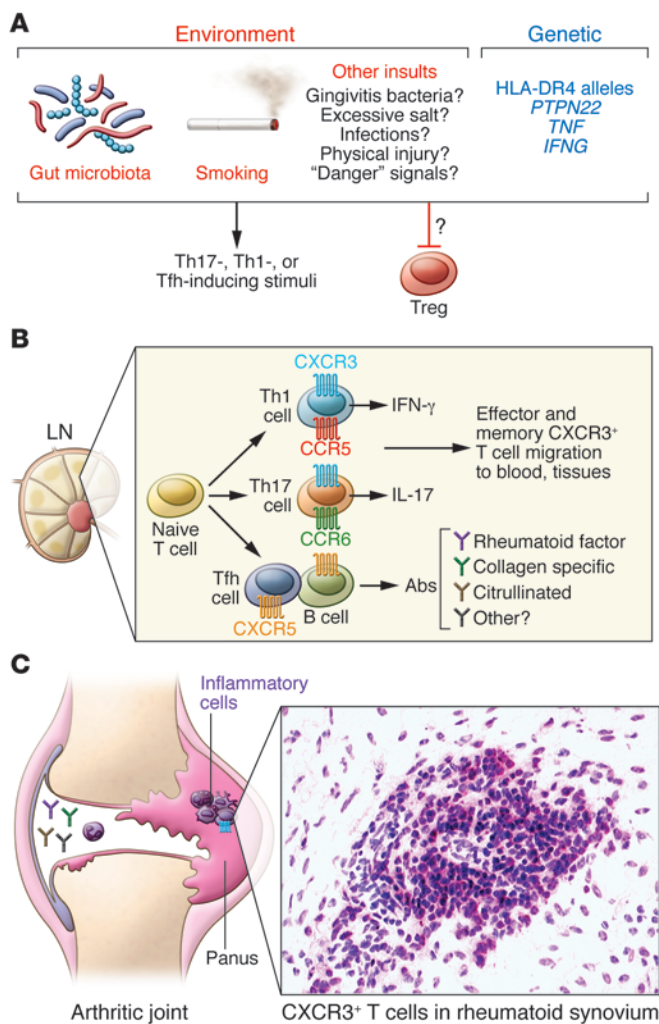 A
Environment
Genetic
Gut microbiota
Smoking
Other insults
Gingivitis bacteria?
Excessive salt?
Infections?
Physical injury?
“Danger” signals?
HLA-DR4 alleles
PTPN22
TNF
IFNG
Th17-, Th1-, or
Tfh-inducing stimuli
?
Treg
B
LN
Naive
T cell
CXCR3
Th1
cell
CCR5
IFN-γ
Th17
cell
CCR6
IL-17
Effector and
memory CXCR3⁺
T cell migration
to blood, tissues
Tfh
cell
CXCR5
B cell
Abs
Rheumatoid factor
Collagen specific
Citrullinated
Other?
C
Inflammatory
cells
Panus
Arthritic joint
CXCR3⁺ T cells in rheumatoid synovium